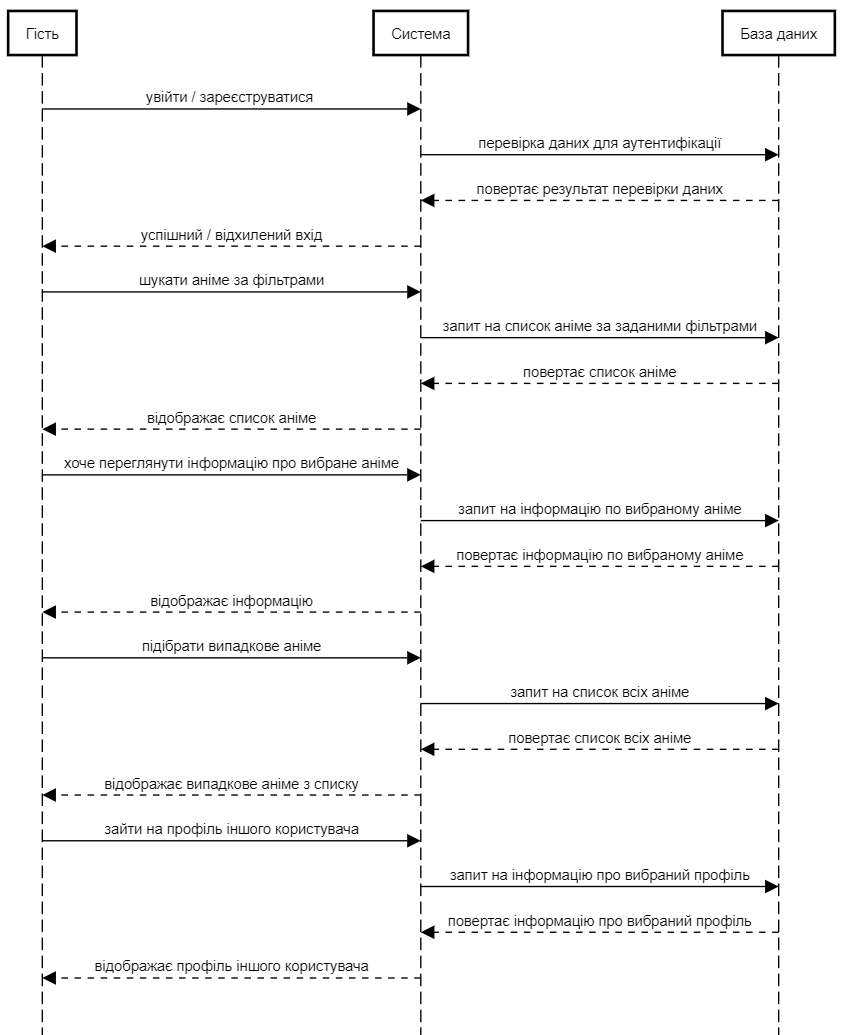 Гість
Система
База даних
увійти / зареєструватися
перевірка даних для аутентифікації
повертає результат перевірки даних
успішний / відхилений вхід
шукати аніме за фільтрами
запит на список аніме за заданими фільтрами
повертає список аніме
відображає список аніме
хоче переглянути інформацію про вибране аніме
запит на інформацію по вибраному аніме
повертає інформацію по вибраному аніме
відображає інформацію
підібрати випадкове аніме
запит на список всіх аніме
повертає список всіх аніме
відображає випадкове аніме з списку
зайти на профіль іншого користувача
запит на інформацію про вибраний профіль
повертає інформацію про вибраний профіль
відображає профіль іншого користувача